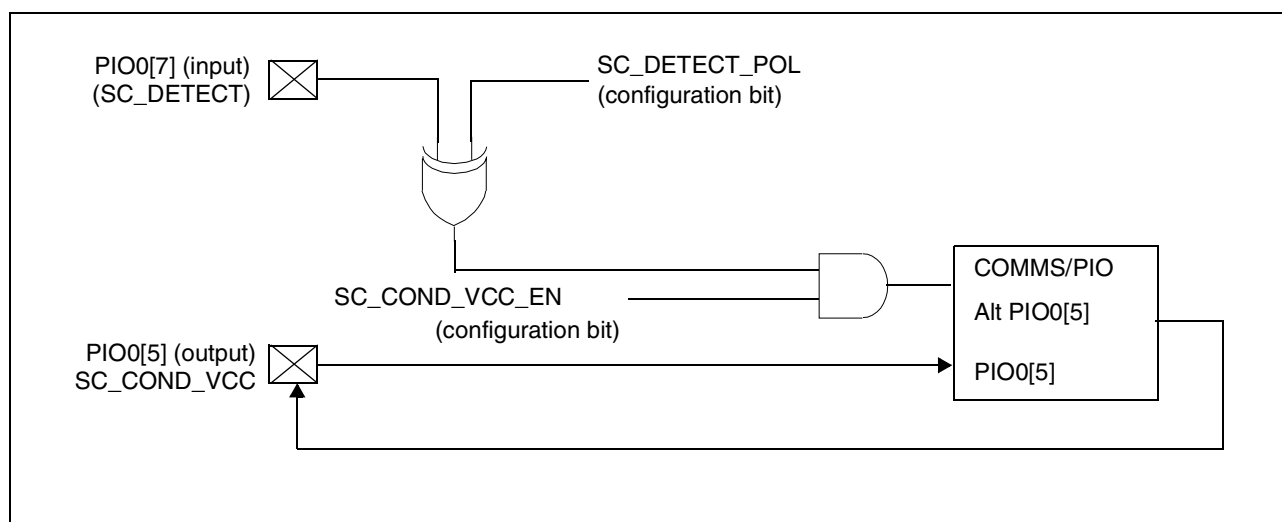 PIO0[7] (input)
(SC_DETECT)
SC_DETECT_POL
(configuration bit)
SC_COND_VCC_EN
(configuration bit)
COMMS/PIO
Alt PIO0[5]
PIO0[5]
PIO0[5] (output)
SC_COND_VCC